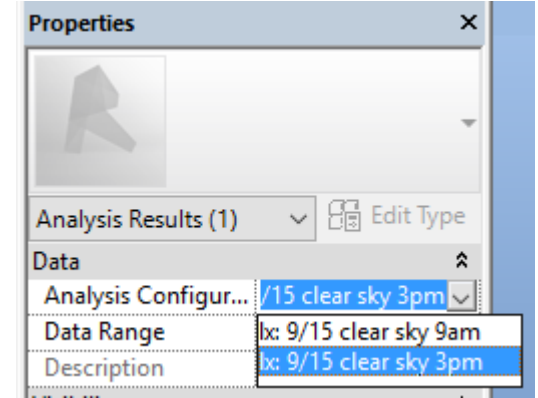 Properties
Analysis Results (1)
Edit Type
Data
Analysis Configur... /15 clear sky 3pm
Data Range
lx: 9/15 clear sky 9am
Description
lx: 9/15 clear sky 3pm